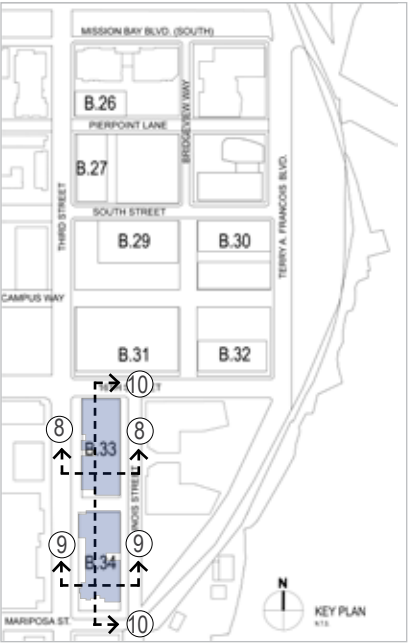 MISSION BAY BLVD. (SOUTH)
BRIDGEVIEW WAY
B.26
PIERPOINT LANE
B.27
THIRD STREET
SOUTH STREET
TERRY A. FRANCOIS BLVD.
B.29
B.30
CAMPUS WAY
B.31
B.32
10
8
8
B.33
9
9
B.34
MARIPOSA ST.
10
N
KEY PLAN
N.T.S.